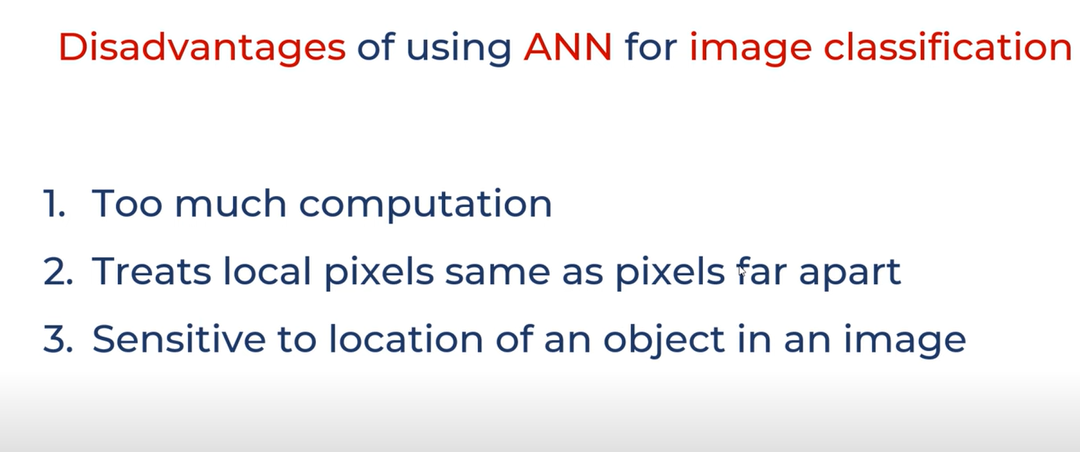 Disadvantages of using ANN for image classification
1. Too much computation
2. Treats local pixels same as pixels far apart
3. Sensitive to location of an object in an image